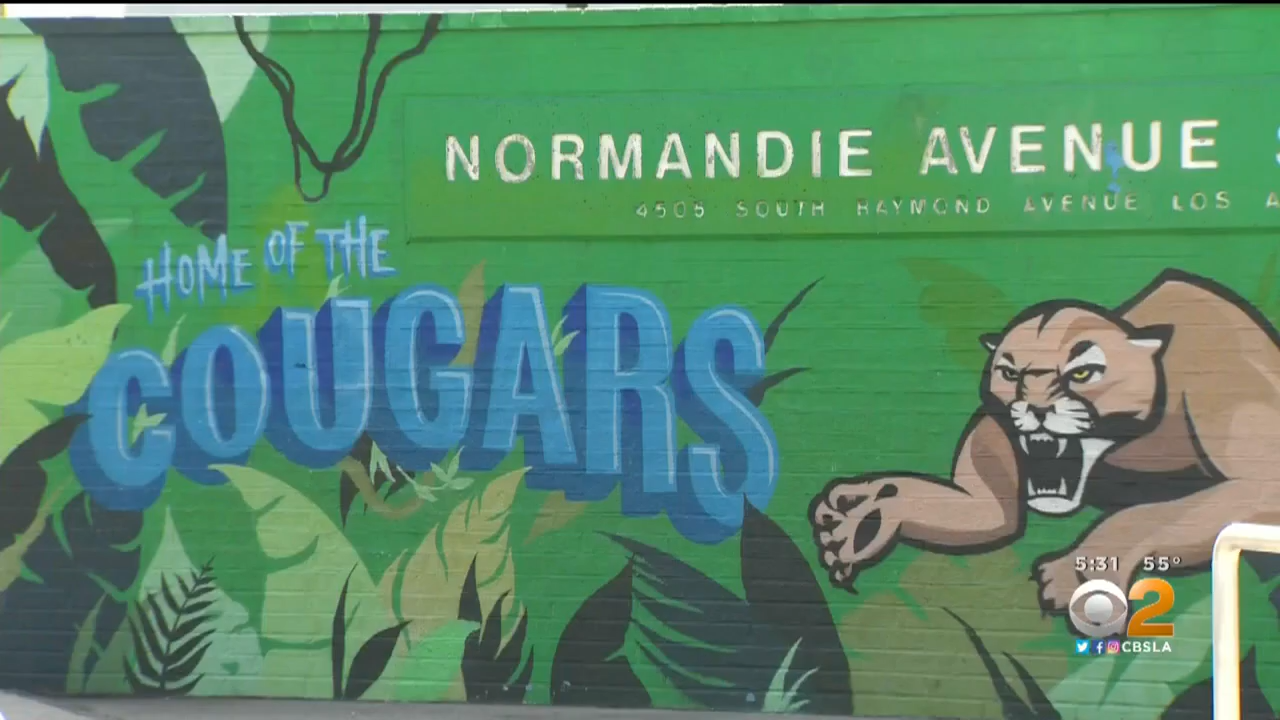 NORMANDIE AVENUE
4505 SOUTH RAYMOND AVENUE LOS
HOME OF THE
COUGARS
5:31 55°
2
CBSLA